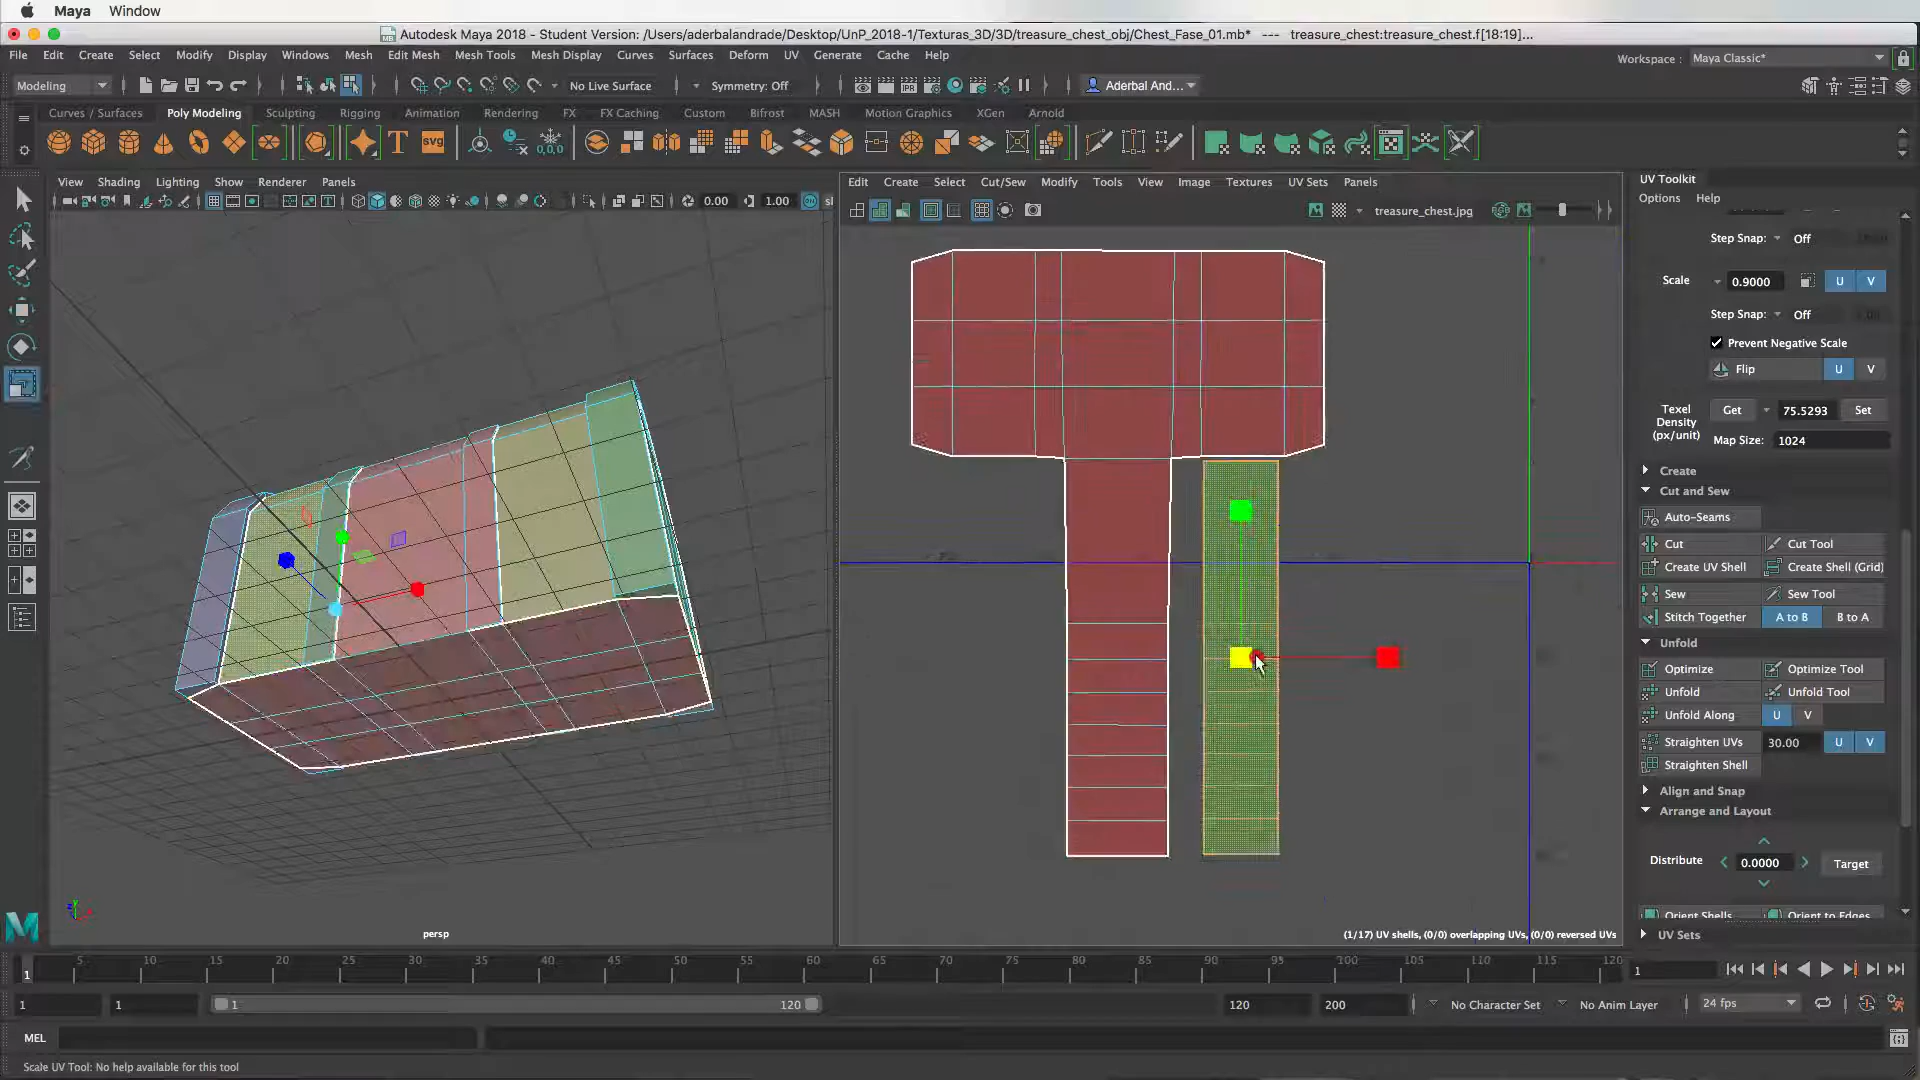 Maya Window
Autodesk Maya 2018 - Student Version: /Users/aderbalandrade/Desktop/UnP_2018-1/Texturas_3D/3D/treasure_chest_obj/Chest_Fase_01.mb* --- treasure_chest:treasure_chest.f[18:19]...
File Edit Create Select Modify Display Windows Mesh Edit Mesh Mesh Tools Mesh Display Curves Surfaces Deform UV Generate Cache Help
Workspace : Maya Classic*
Modeling No Live Surface Symmetry: Off Aderbal And...
Curves / Surfaces Poly Modeling Sculpting Rigging Animation Rendering FX FX Caching Custom Bifrost MASH Motion Graphics XGen Arnold
View Shading Lighting Show Renderer Panels
0.00 1.00
persp
Edit Create Select Cut/Sew Modify Tools View Image Textures UV Sets Panels
treasure_chest.jpg
(1/17) UV shells, (0/0) overlapping UVs, (0/0) reversed UVs
UV Toolkit
Options Help
Step Snap: Off
Scale 0.9000 U V
Step Snap: Off
Prevent Negative Scale
Flip U V
Texel Density (px/unit) Get 75.5293 Set
Map Size: 1024
Create
Cut and Sew
Auto-Seams
Cut Cut Tool
Create UV Shell Create Shell (Grid)
Sew Sew Tool
Stitch Together A to B B to A
Unfold
Optimize Optimize Tool
Unfold Unfold Tool
Unfold Along U V
Straighten UVs 30.00 U V
Straighten Shell
Align and Snap
Arrange and Layout
Distribute 0.0000 Target
Orient Shells Orient to Edges
UV Sets
1 5 10 15 20 25 30 35 40 45 50 55 60 65 70 75 80 85 90 95 100 105 110 115 120
1
1 1 1 120 120 200 No Character Set No Anim Layer 24 fps
MEL
Scale UV Tool: No help available for this tool